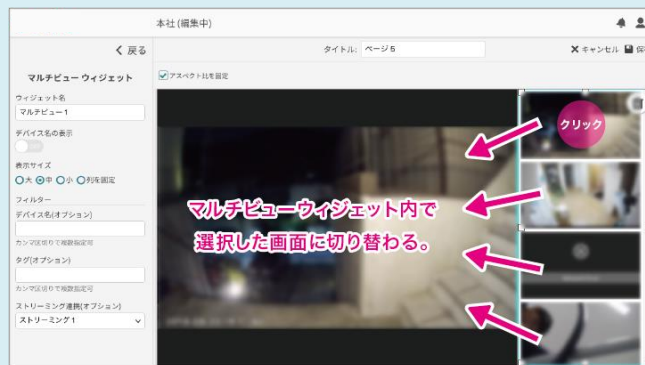 本社(編集中)
戻る
タイトル: ページ5
キャンセル
マルチビュー ウィジェット
アスペクト比を固定
ウィジェット名
マルチビュー1
デバイス名の表示
表示サイズ
大 中 小 列を固定
フィルター
デバイス名(オプション)
カンマ区切りで複数指定可
タグ(オプション)
カンマ区切りで複数指定可
ストリーミング連携(オプション)
ストリーミング1
クリック
マルチビューウィジェット内で
選択した画面に切り替わる。